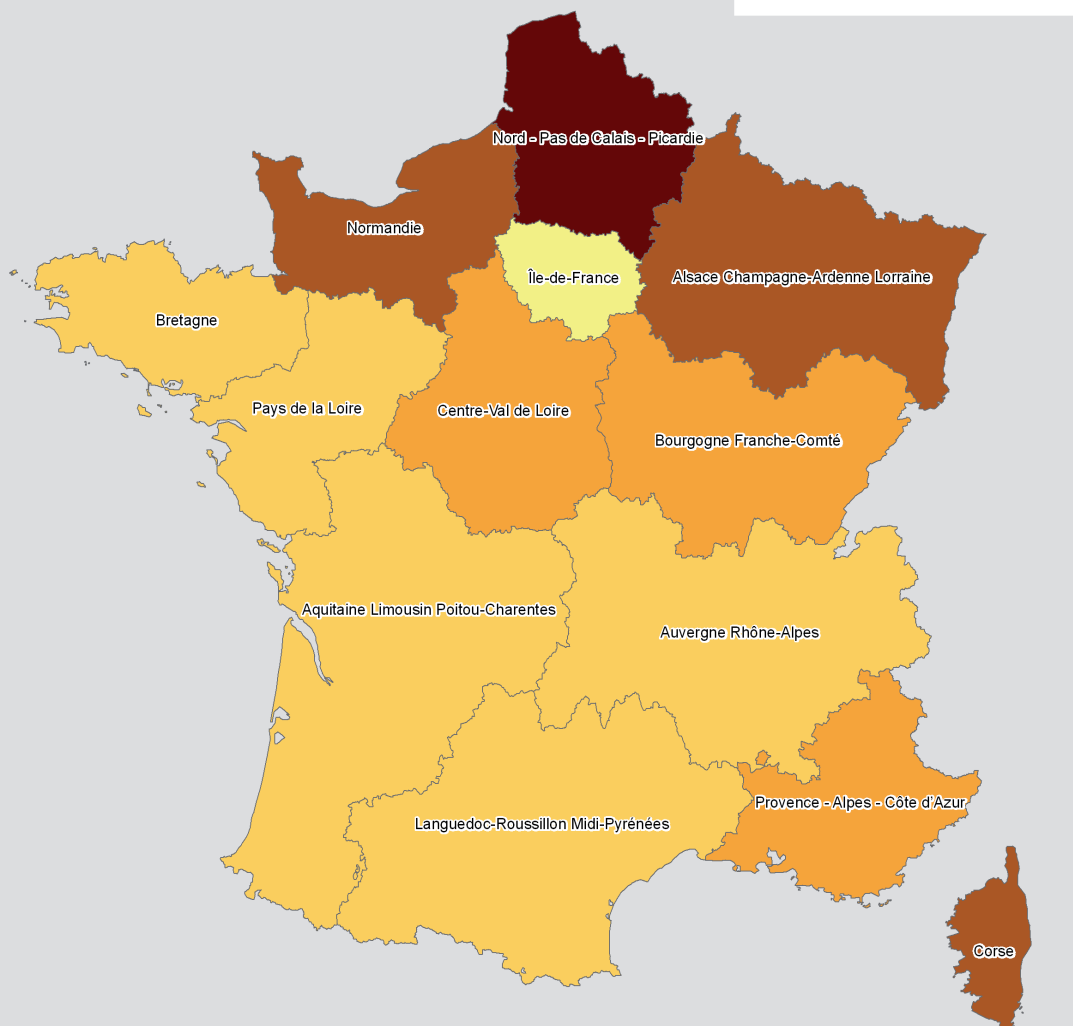 Nord - Pas de Calais - Picardie
Normandie
Île-de-France
Alsace Champagne-Ardenne Lorraine
Bretagne
Pays de la Loire
Centre-Val de Loire
Bourgogne Franche-Comté
Aquitaine Limousin Poitou-Charentes
Auvergne Rhône-Alpes
Provence - Alpes - Côte d'Azur
Languedoc-Roussillon Midi-Pyrénées
Corse